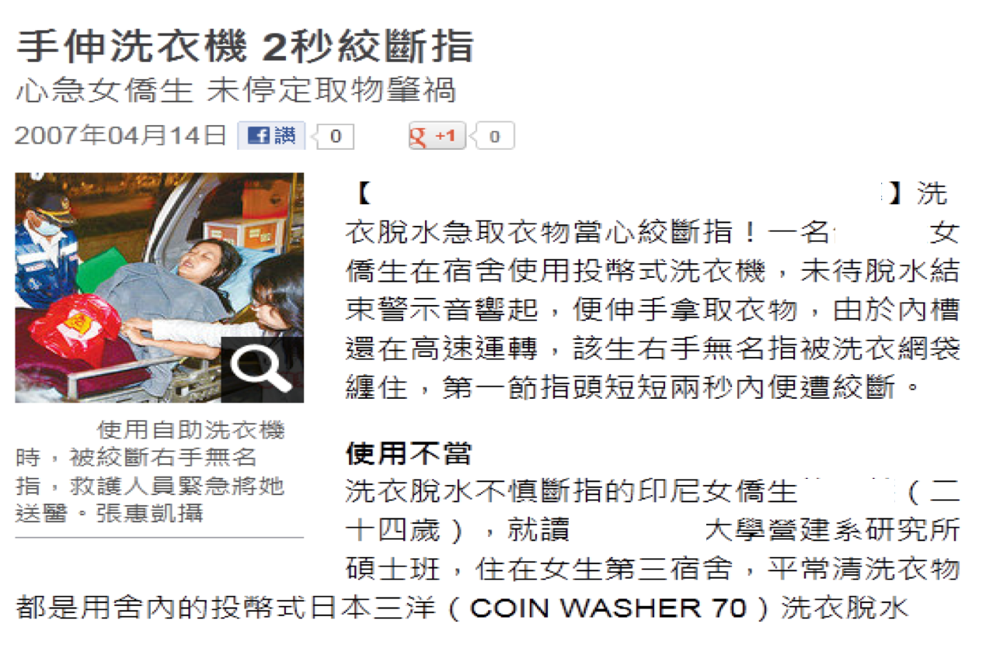 手伸洗衣機 2秒絞斷指
心急女僑生 未停定取物肇禍
2007年04月14日 讚 0 +1 0
【 】洗
衣脫水急取衣物當心絞斷指！一名 女
僑生在宿舍使用投幣式洗衣機，未待脫水結
束警示音響起，便伸手拿取衣物，由於內槽
還在高速運轉，該生右手無名指被洗衣網袋
纏住，第一節指頭短短兩秒內便遭絞斷。
使用自助洗衣機
時，被絞斷右手無名
指，救護人員緊急將她
送醫。張惠凱攝
使用不當
洗衣脫水不慎斷指的印尼女僑生 （二
十四歲），就讀 大學營建系研究所
碩士班，住在女生第三宿舍，平常清洗衣物
都是用舍內的投幣式日本三洋（COIN WASHER 70）洗衣脫水